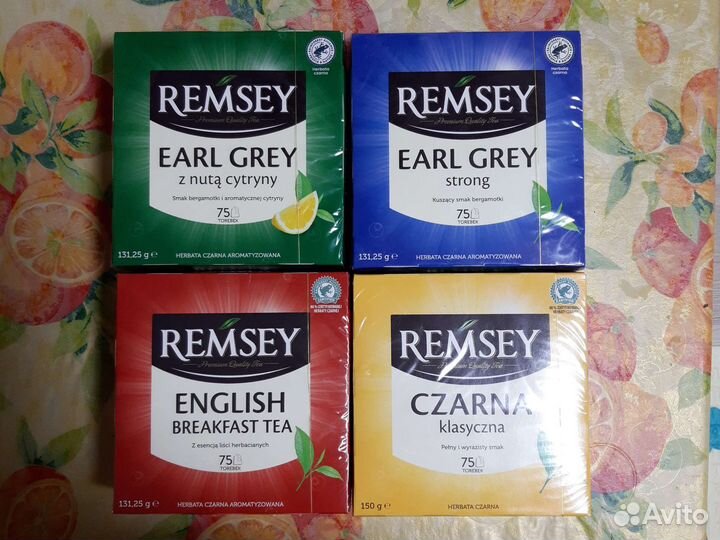 Herbata
czarna
REMSEY
Premium Quality Tea
EARL GREY
z nutą cytryny
Smak bergamotki i aromatycznej cytryny
75
TOREBEK
131,25 g e
HERBATA CZARNA AROMATYZOWANA
Herbata
czarna
REMSEY
Premium Quality Tea
EARL GREY
strong
Kuszący smak bergamotki
75
TOREBEK
131,25 g e
HERBATA CZARNA AROMATYZOWANA
REMSEY
Premium Quality Tea
ENGLISH
BREAKFAST TEA
Z esencją liści herbacianych
75
TOREBEK
131,25 g e
HERBATA CZARNA AROMATYZOWANA
REMSEY
Premium Quality Tea
CZARNA
klasyczna
Pełny i wyrazisty smak
75
TOREBEK
150 g e
HERBATA CZARNA
Avito